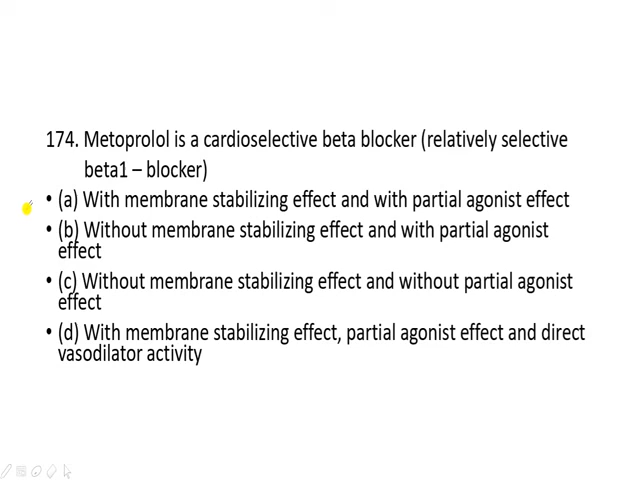 174. Metoprolol is a cardioselective beta blocker (relatively selective
beta1 – blocker)
• (a) With membrane stabilizing effect and with partial agonist effect
• (b) Without membrane stabilizing effect and with partial agonist
effect
• (c) Without membrane stabilizing effect and without partial agonist
effect
• (d) With membrane stabilizing effect, partial agonist effect and direct
vasodilator activity